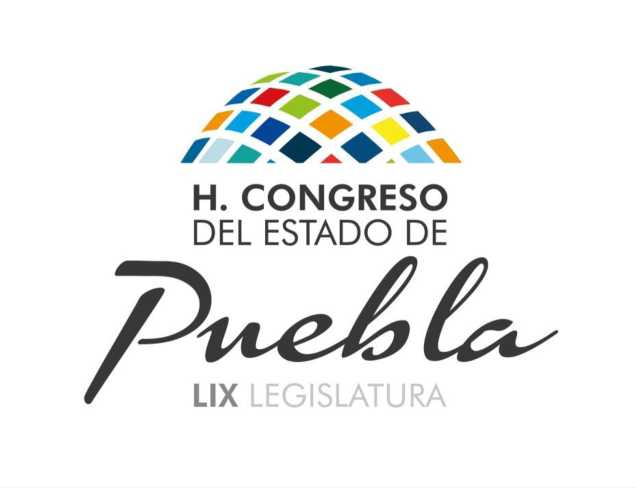 H. CONGRESO
DEL ESTADO DE
Puebla
LIX LEGISLATURA